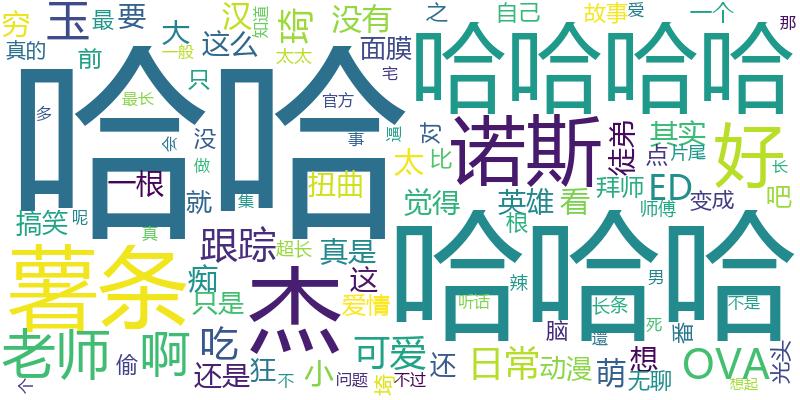 穷 玉 最 要 大 汉 知道 琦 没有 之 自己 故事 爱 一个 那
真的 前 一般 这么 太太 面膜 宅
哈哈哈哈
哈哈
只
多 最长 官方
会 没 事 逼 对 诺斯 徒弟 其实 好
做 太 比 点 片尾
一根 就 集 扭曲 觉得 英雄 看 拜师 ED 变成 长
搞笑 呢 根 师傅 吧
真 跟踪 超长 真是
哈哈哈
薯条 杰 痴 这 辣 男
只是 爱情 听话 长条 不是
老师 啊 吃 可爱 脑 還 死 番
偷 还是 狂 小 还 日常 动漫 萌 想 无聊 OVA 光头
个 不 问题 琦 不过 想起